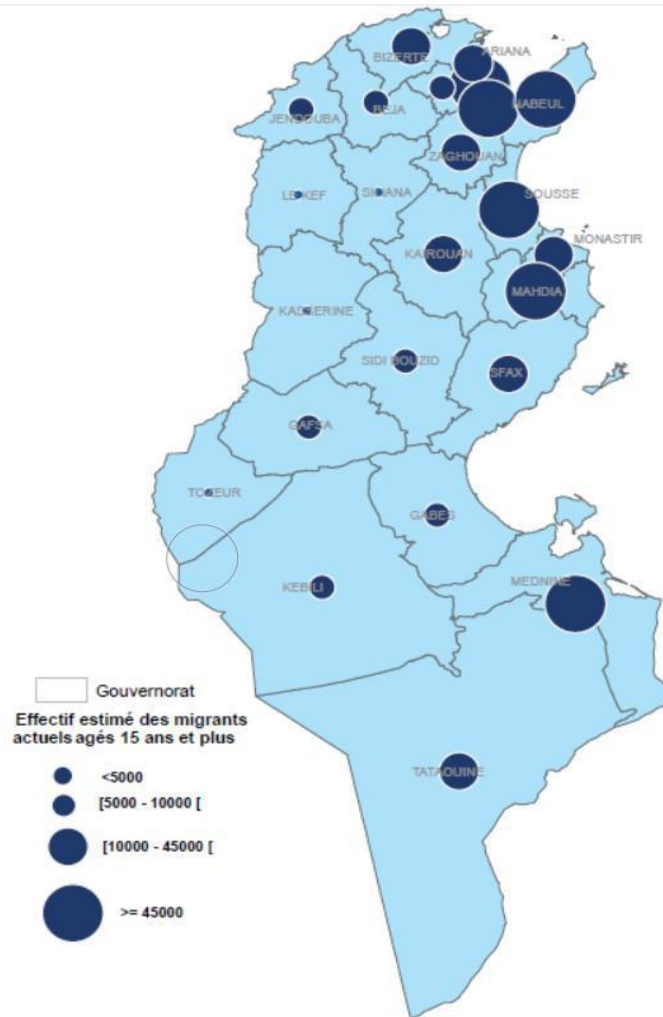 BIZERTE
ARIANA
NABEUL
BEJA
JENDOUBA
ZAGHOUAN
LE KEF
SILIANA
SOUSSE
MONASTIR
KAIROUAN
MAHDIA
KASSERINE
SIDI BOUZID
SFAX
GAFSA
TOZEUR
GABES
KEBILI
MEDNINE
TATAOUINE
Gouvernorat
Effectif estimé des migrants
actuels agés 15 ans et plus
<5000
[5000 - 10000 [
[10000 - 45000 [
>= 45000